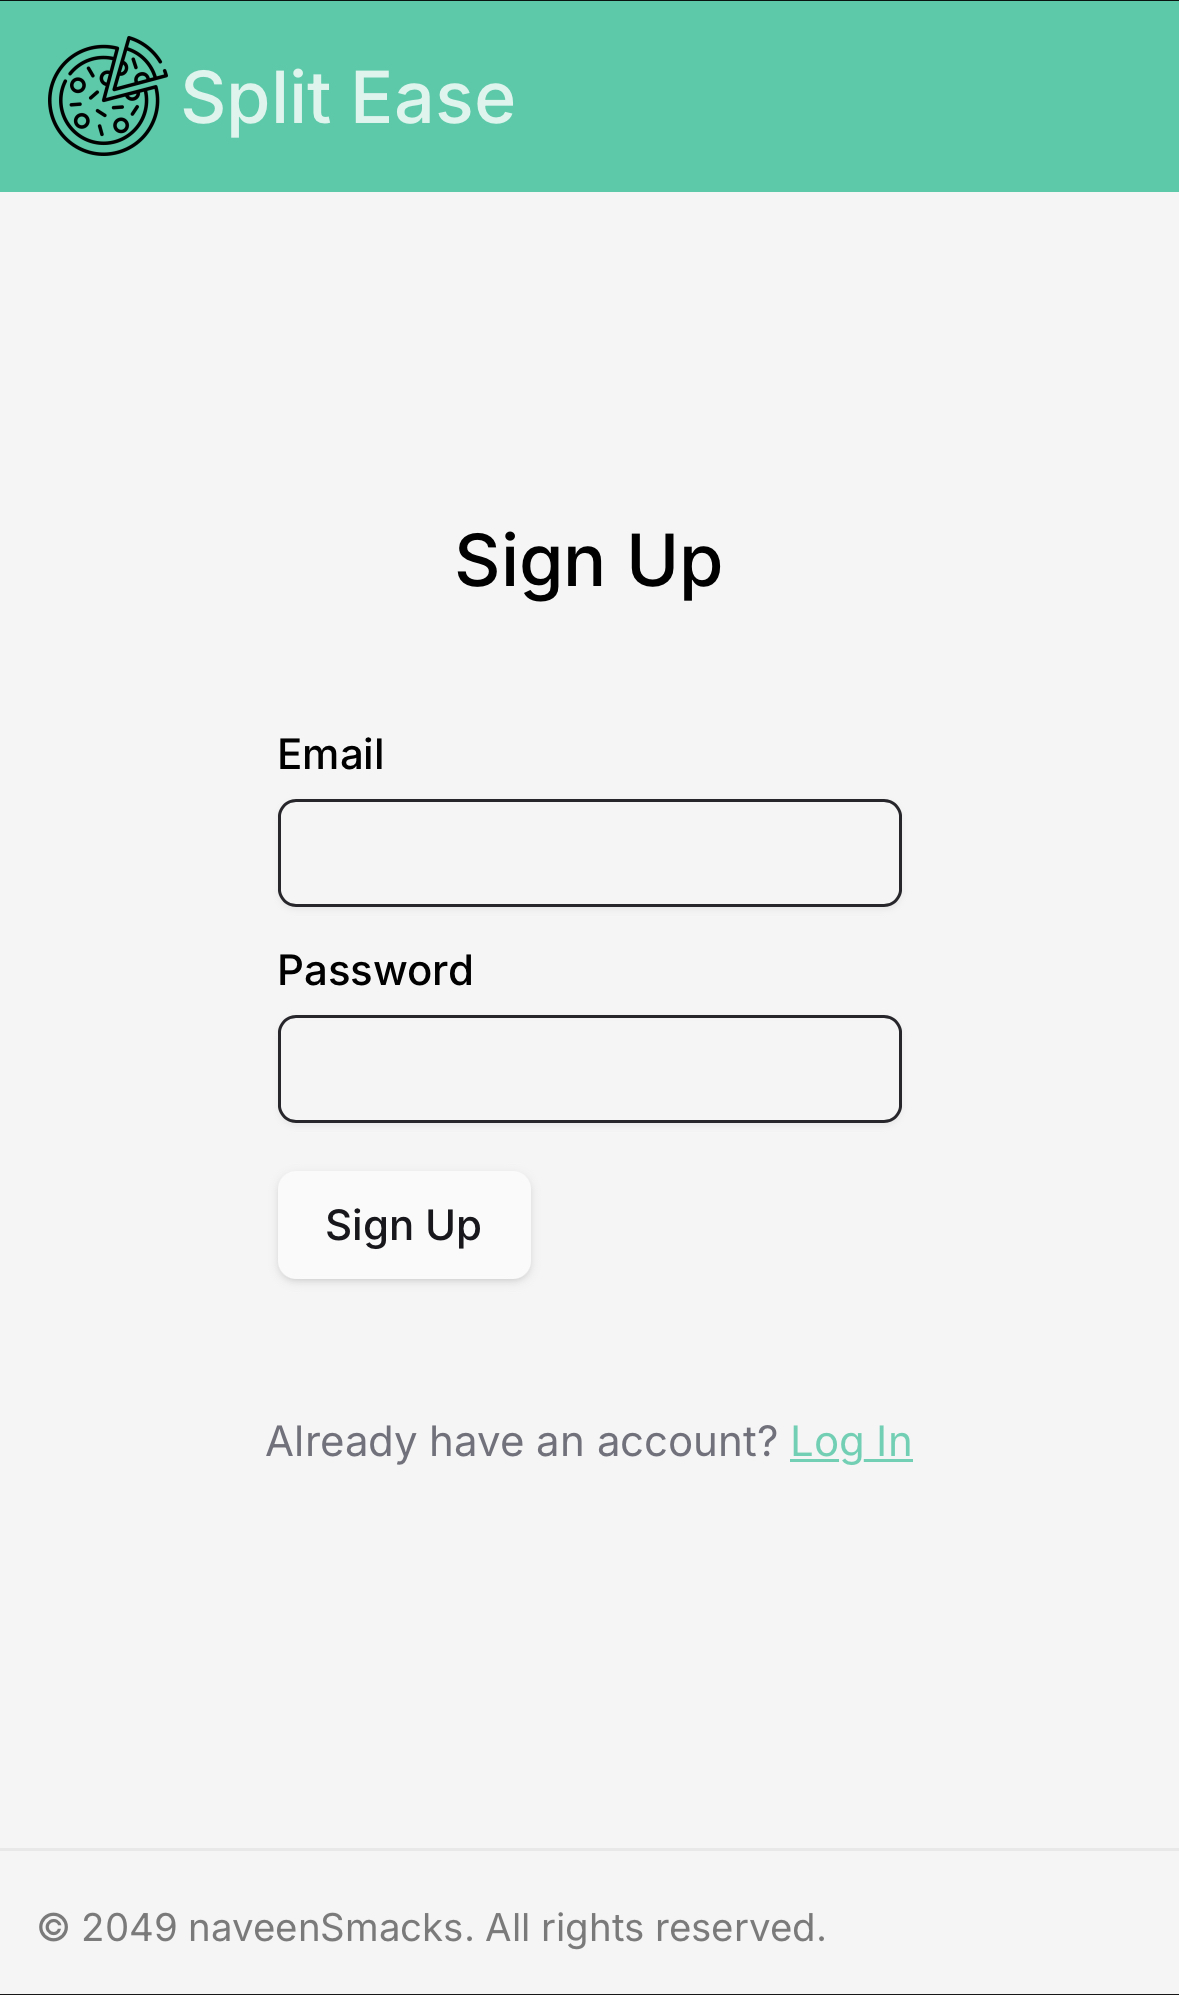 Split Ease
Sign Up
Email
Password
Sign Up
Already have an account? Log In
© 2049 naveenSmacks. All rights reserved.